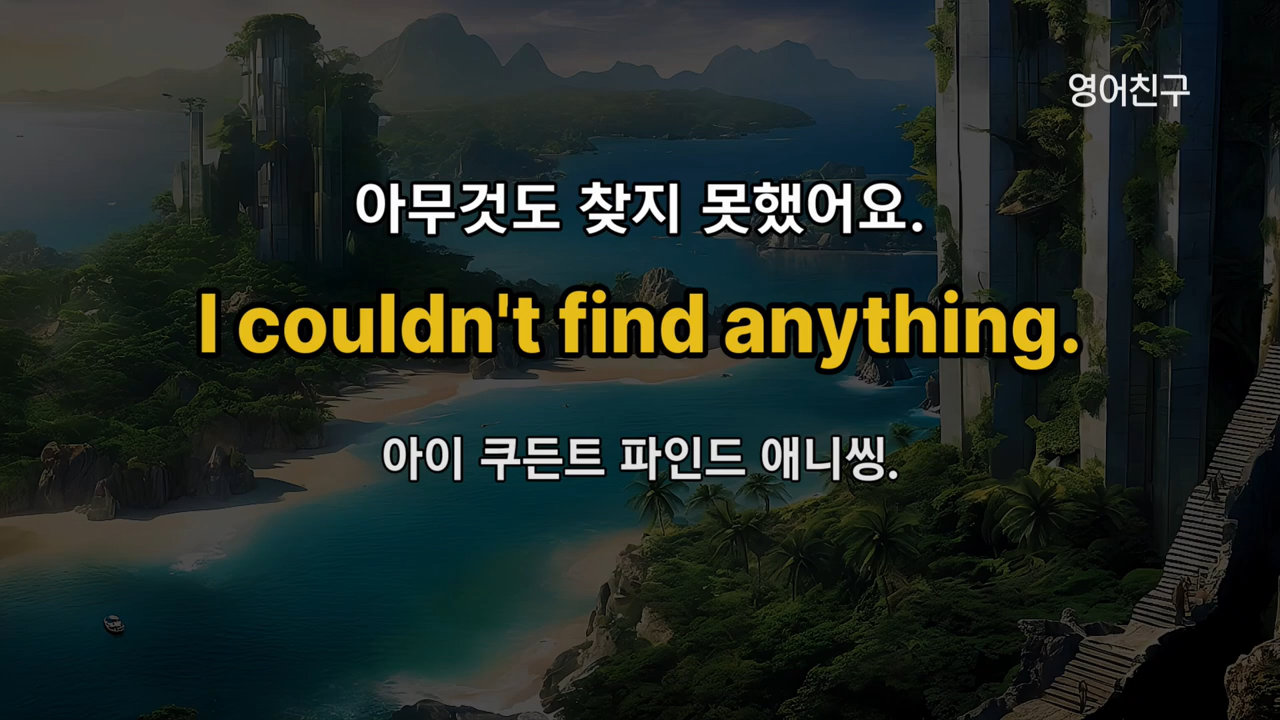 영어친구
아무것도 찾지 못했어요.
I couldn't find anything.
아이 쿠든트 파인드 애니씽.